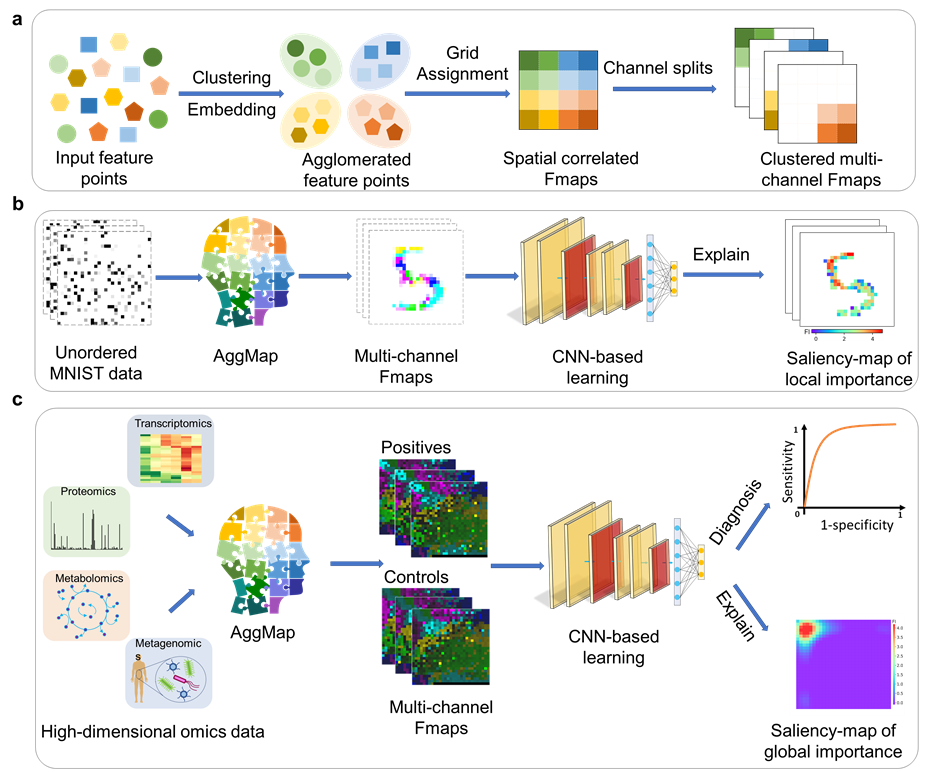 a
Input feature
points
Clustering
Embedding
Agglomerated
feature points
Grid
Assignment
Spatial correlated
Fmaps
Channel splits
Clustered multi-
channel Fmaps
b
Unordered
MNIST data
AggMap
Multi-channel
Fmaps
CNN-based
learning
Explain
FI
0
2
4
Saliency-map of
local importance
c
Transcriptomics
Proteomics
Metabolomics
Metagenomic
S
High-dimensional omics data
AggMap
Positives
Controls
Multi-channel
Fmaps
CNN-based
learning
Diagnosis
Explain
1
Sensitivity
0
1-specificity
1
FI
4.0
3.5
3.0
2.5
2.0
1.5
1.0
0.5
0.0
Saliency-map of
global importance